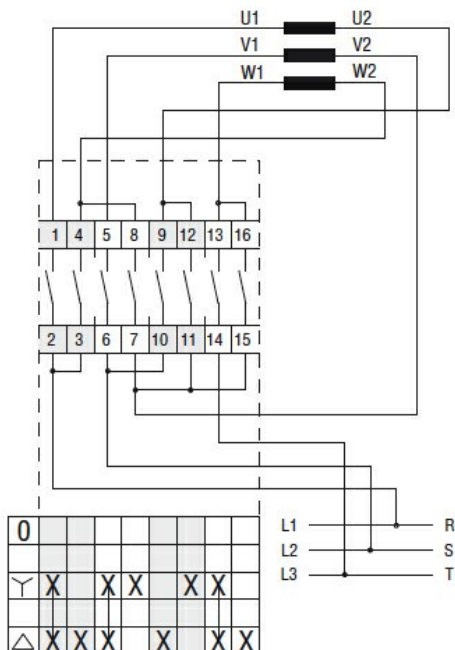 U1 U2
V1 V2
W1 W2
1 4 5 8 9 12 13 16
2 3 6 7 10 11 14 15
L1 R
L2 S
L3 T
0
Y X X X X X
△ X X X X X X